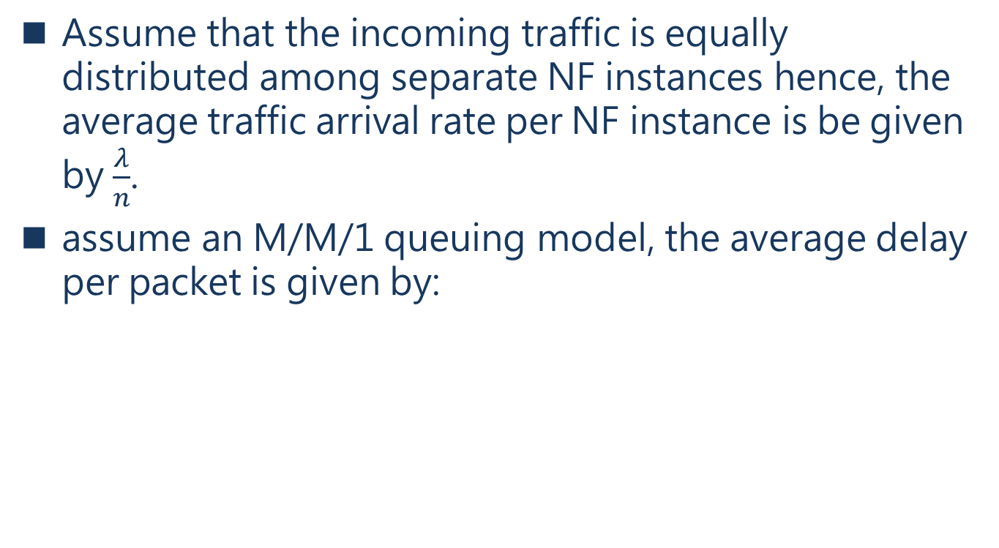 ■ Assume that the incoming traffic is equally
distributed among separate NF instances hence, the
average traffic arrival rate per NF instance is be given
by λ/n.
■ assume an M/M/1 queuing model, the average delay
per packet is given by: